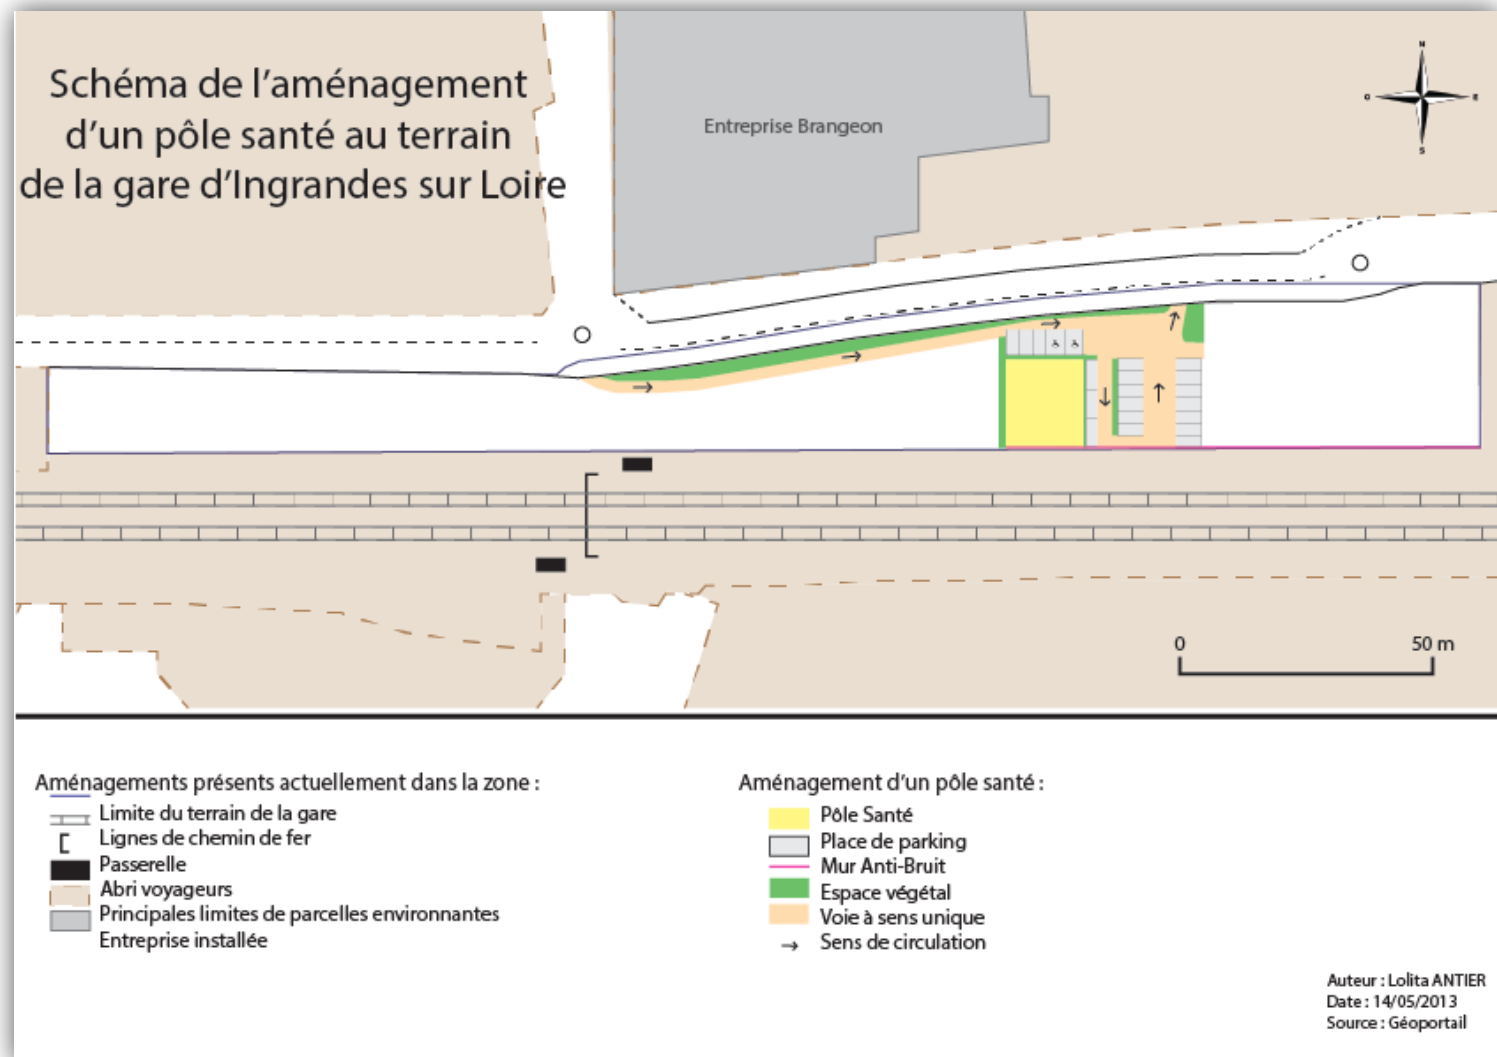 Schéma de l'aménagement
d'un pôle santé au terrain
de la gare d'Ingrandes sur Loire
Entreprise Brangeon
N
O
E
S
0 50 m
Aménagements présents actuellement dans la zone :
Limite du terrain de la gare
Lignes de chemin de fer
Passerelle
Abri voyageurs
Principales limites de parcelles environnantes
Entreprise installée
Aménagement d'un pôle santé :
Pôle Santé
Place de parking
Mur Anti-Bruit
Espace végétal
Voie à sens unique
Sens de circulation
Auteur : Lolita ANTIER
Date : 14/05/2013
Source : Géoportail